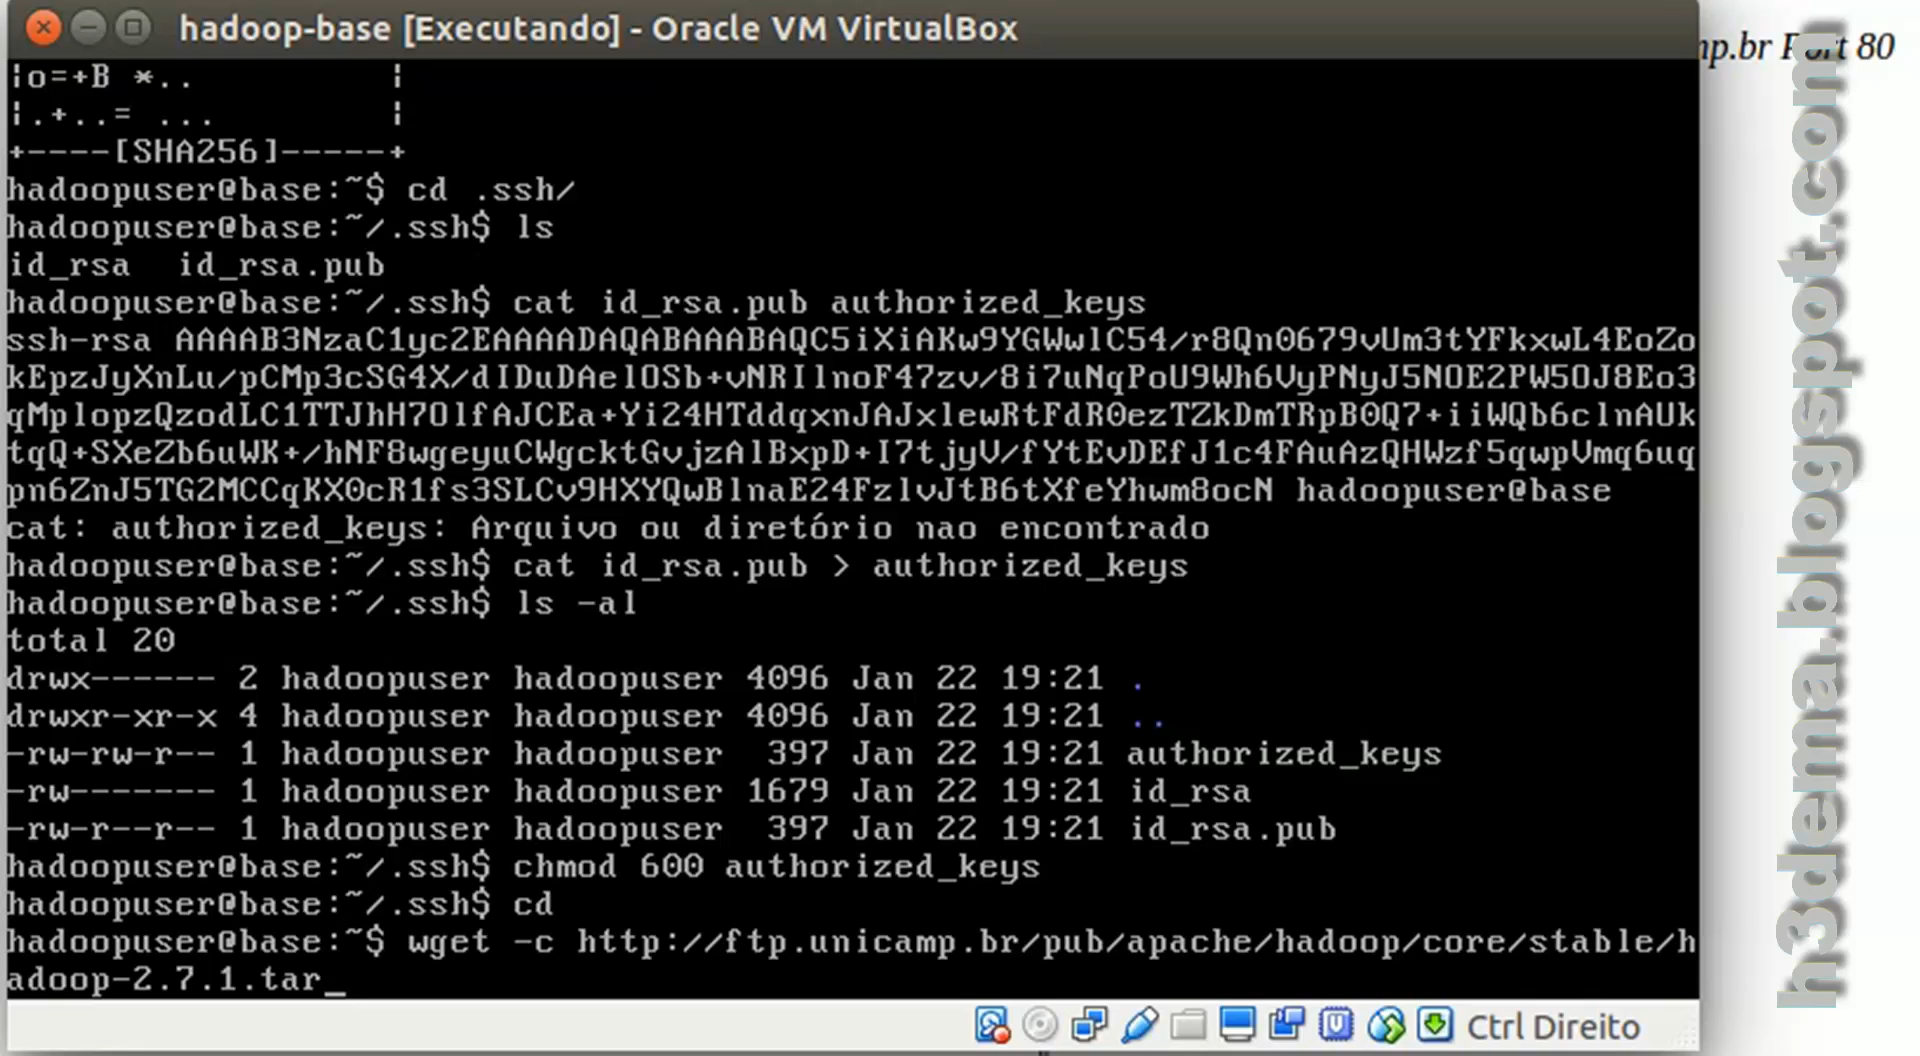 hadoop-base [Executando] - Oracle VM VirtualBox
mp.br Port 80
|o=+B *..          |
|.+..= ...         |
+----[SHA256]-----+
hadoopuser@base:~$ cd .ssh/
hadoopuser@base:~/.ssh$ ls
id_rsa  id_rsa.pub
hadoopuser@base:~/.ssh$ cat id_rsa.pub authorized_keys
ssh-rsa AAAAB3NzaC1yc2EAAAADAQABAAABAQC5iXiAKw9YGWwlC54/r8Qn0679vUm3tYFkxwL4EoZo
kEpzJyXnLu/pCMp3cSG4X/dIDuDAelOSb+vNRIlnoF47zv/8i7uNqPoU9Wh6VyPNyJ5NOE2PW5OJ8Eo3
qMplopzQzodLC1TTJhH7OlfAJCEa+Yi24HTddqxnJAJxlewRtFdR0ezTZkDmTRpB0Q7+iiWQb6clnAUk
tqQ+SXeZb6uWK+/hNF8wgeyuCWgcktGvjzAlBxpD+I7tjyV/fYtEvDEfJ1c4FAuAzQHWzf5qwpVmq6uq
pn6ZnJ5TG2MCCqKX0cR1fs3SLCv9HXYQwBlnaE24FzlvJtB6tXfeYhwm8ocN hadoopuser@base
cat: authorized_keys: Arquivo ou diretório nao encontrado
hadoopuser@base:~/.ssh$ cat id_rsa.pub > authorized_keys
hadoopuser@base:~/.ssh$ ls -al
total 20
drwx------ 2 hadoopuser hadoopuser 4096 Jan 22 19:21 .
drwxr-xr-x 4 hadoopuser hadoopuser 4096 Jan 22 19:21 ..
-rw-rw-r-- 1 hadoopuser hadoopuser  397 Jan 22 19:21 authorized_keys
-rw------- 1 hadoopuser hadoopuser 1679 Jan 22 19:21 id_rsa
-rw-r--r-- 1 hadoopuser hadoopuser  397 Jan 22 19:21 id_rsa.pub
hadoopuser@base:~/.ssh$ chmod 600 authorized_keys
hadoopuser@base:~/.ssh$ cd
hadoopuser@base:~$ wget -c http://ftp.unicamp.br/pub/apache/hadoop/core/stable/h
adoop-2.7.1.tar_
Ctrl Direito
h3dema.blogspot.com